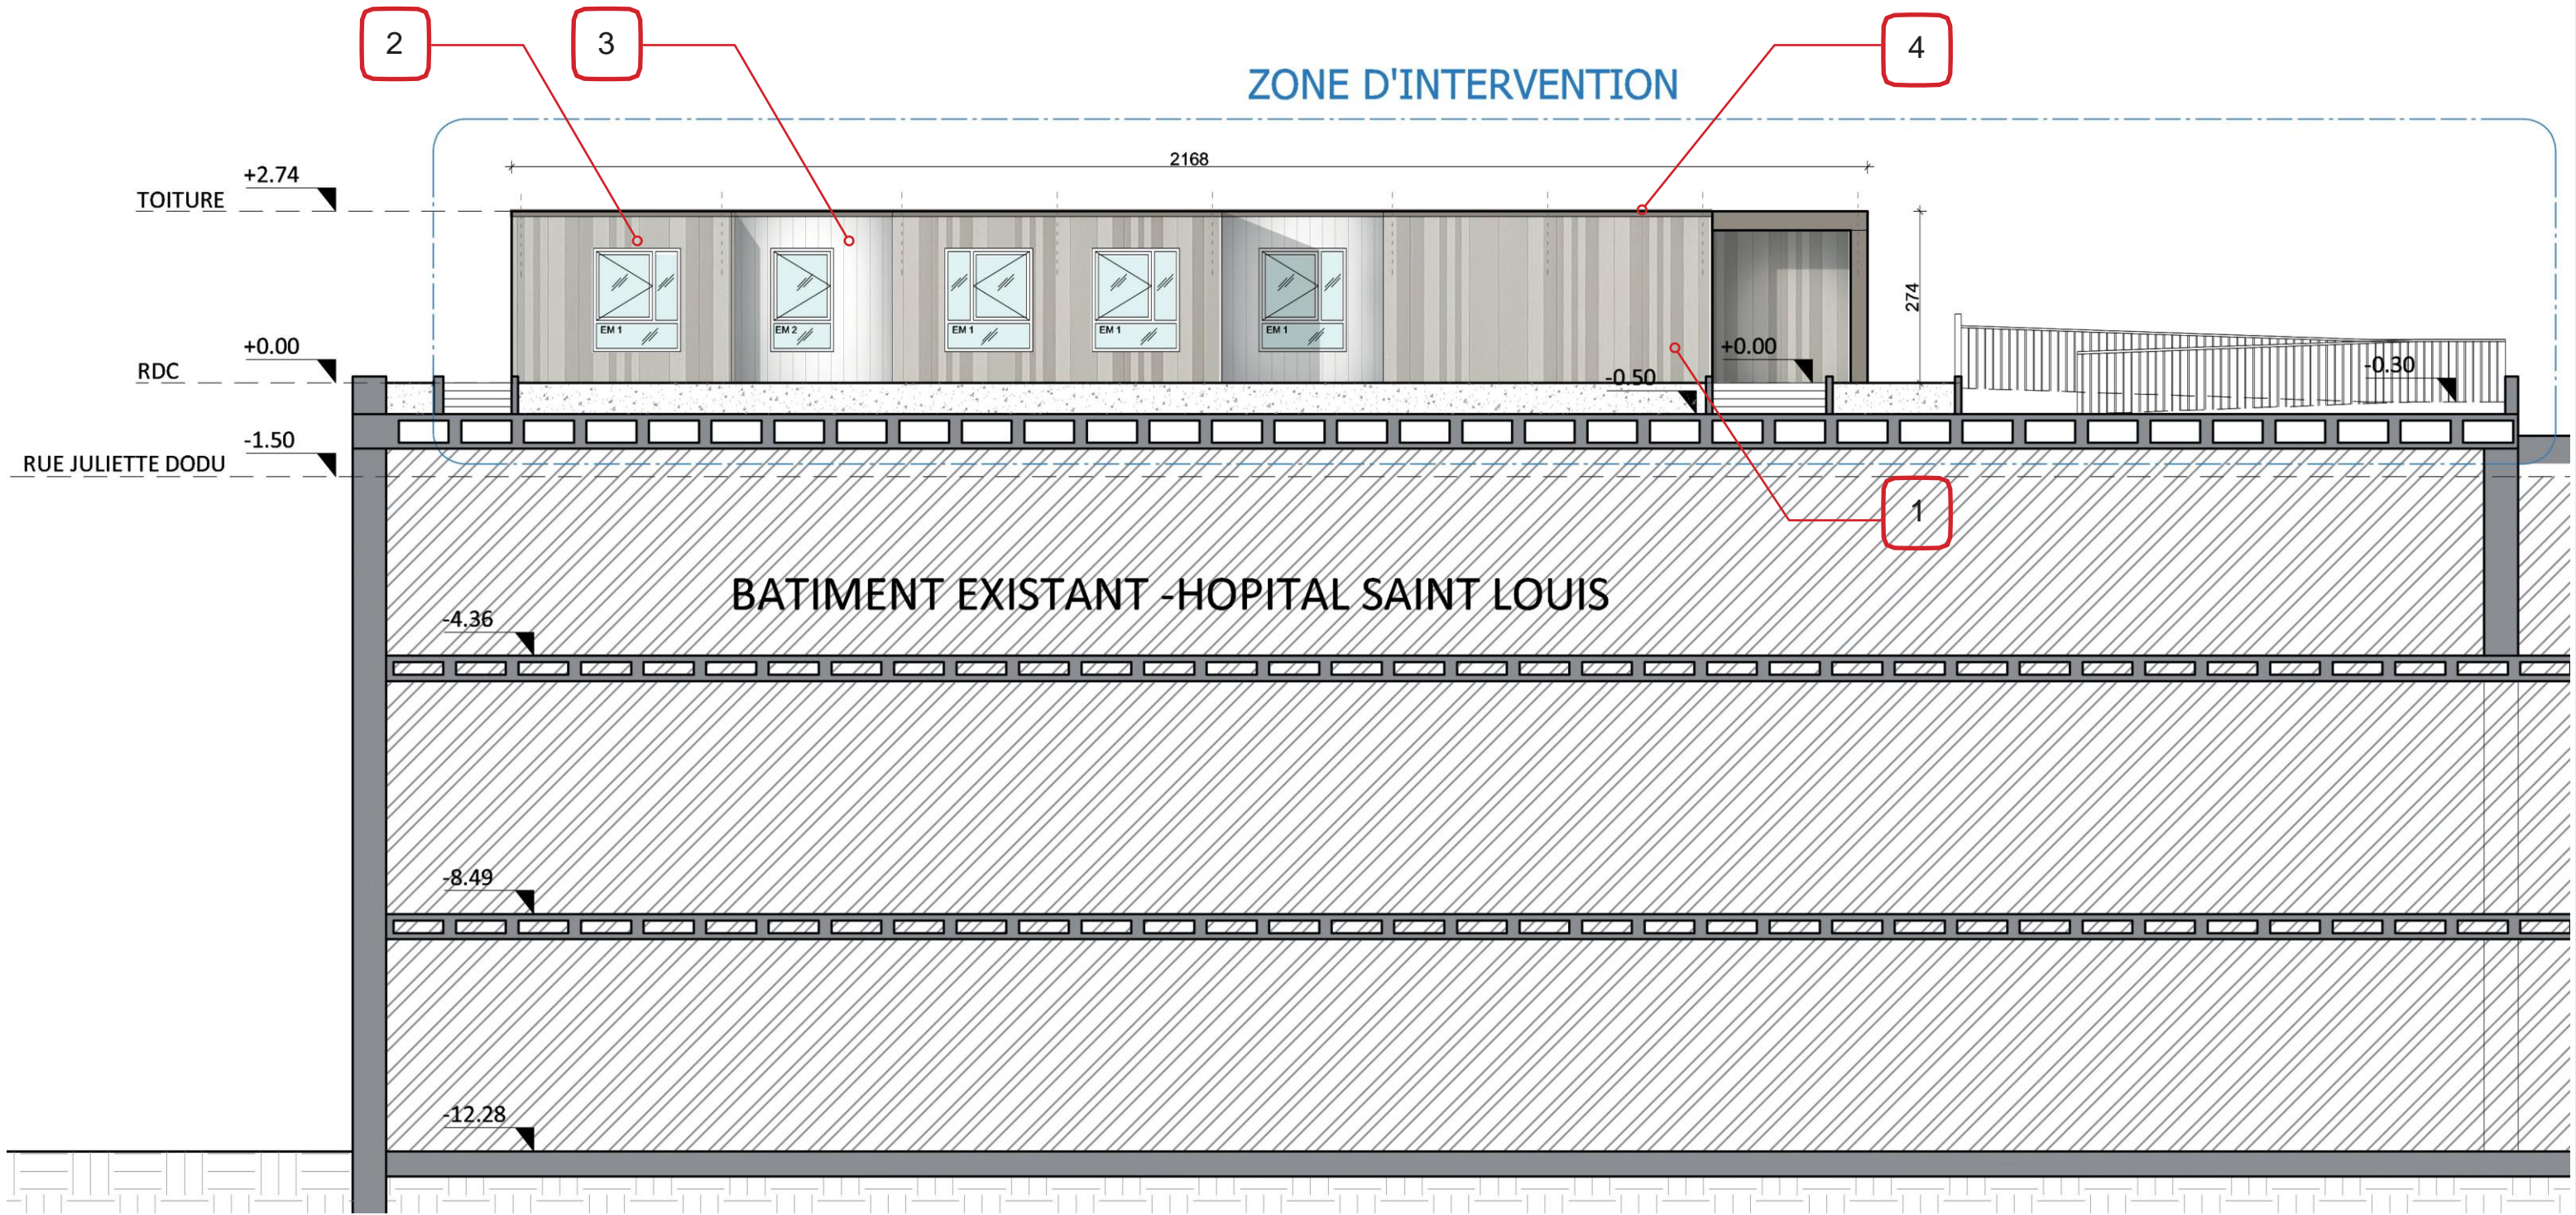 2
3
4
ZONE D'INTERVENTION
2168
+2.74
TOITURE
274
EM 1
EM 2
EM 1
EM 1
EM 1
+0.00
+0.00
RDC
-0.50
-0.30
-1.50
RUE JULIETTE DODU
1
BATIMENT EXISTANT -HOPITAL SAINT LOUIS
-4.36
-8.49
-12.28